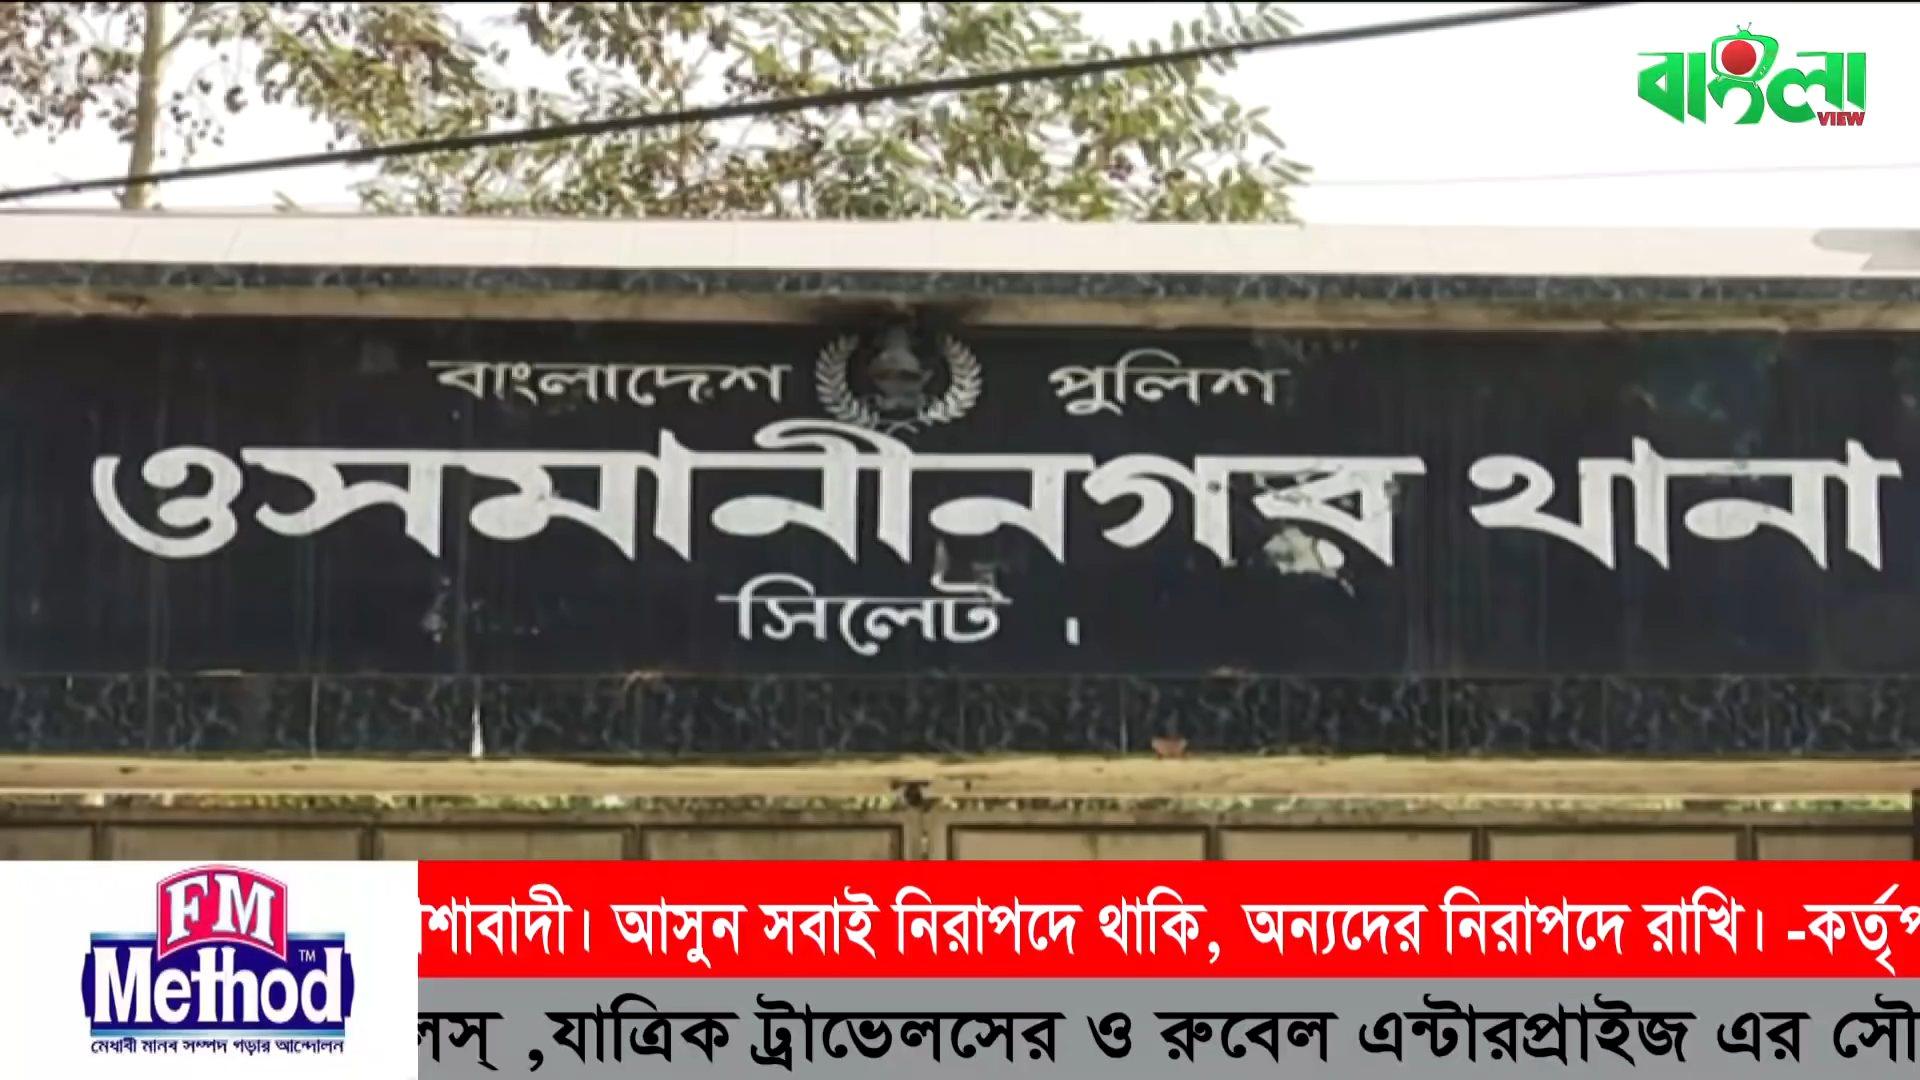 বাংলা
VIEW
বাংলাদেশ পুলিশ
ওসমানীনগর থানা
সিলেট ।
FM
Method™
মেধাবী মানব সম্পদ গড়ার আন্দোলন
শাবাদী। আসুন সবাই নিরাপদে থাকি, অন্যদের নিরাপদে রাখি। -কর্তৃপ
লস্ ,যাত্রিক ট্রাভেলসের ও রুবেল এন্টারপ্রাইজ এর সৌ